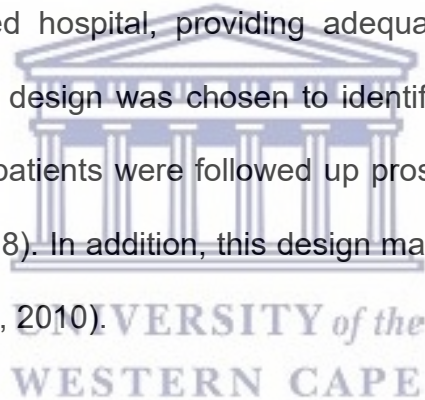 ed hospital, providing adequa
design was chosen to identif
patients were followed up pros
8). In addition, this design ma
, 2010).
UNIVERSITY of the
WESTERN CAPE